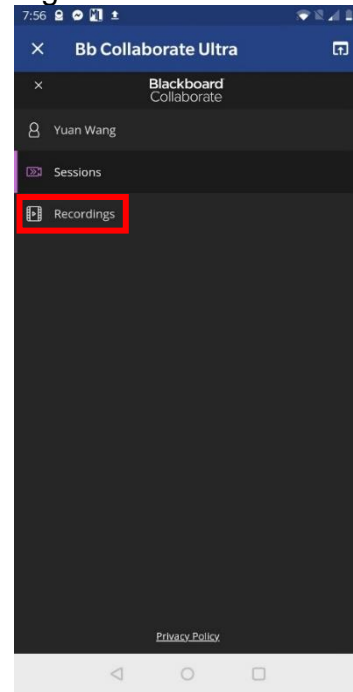 7:56
Bb Collaborate Ultra
Blackboard
Collaborate
Yuan Wang
Sessions
Recordings
Privacy Policy